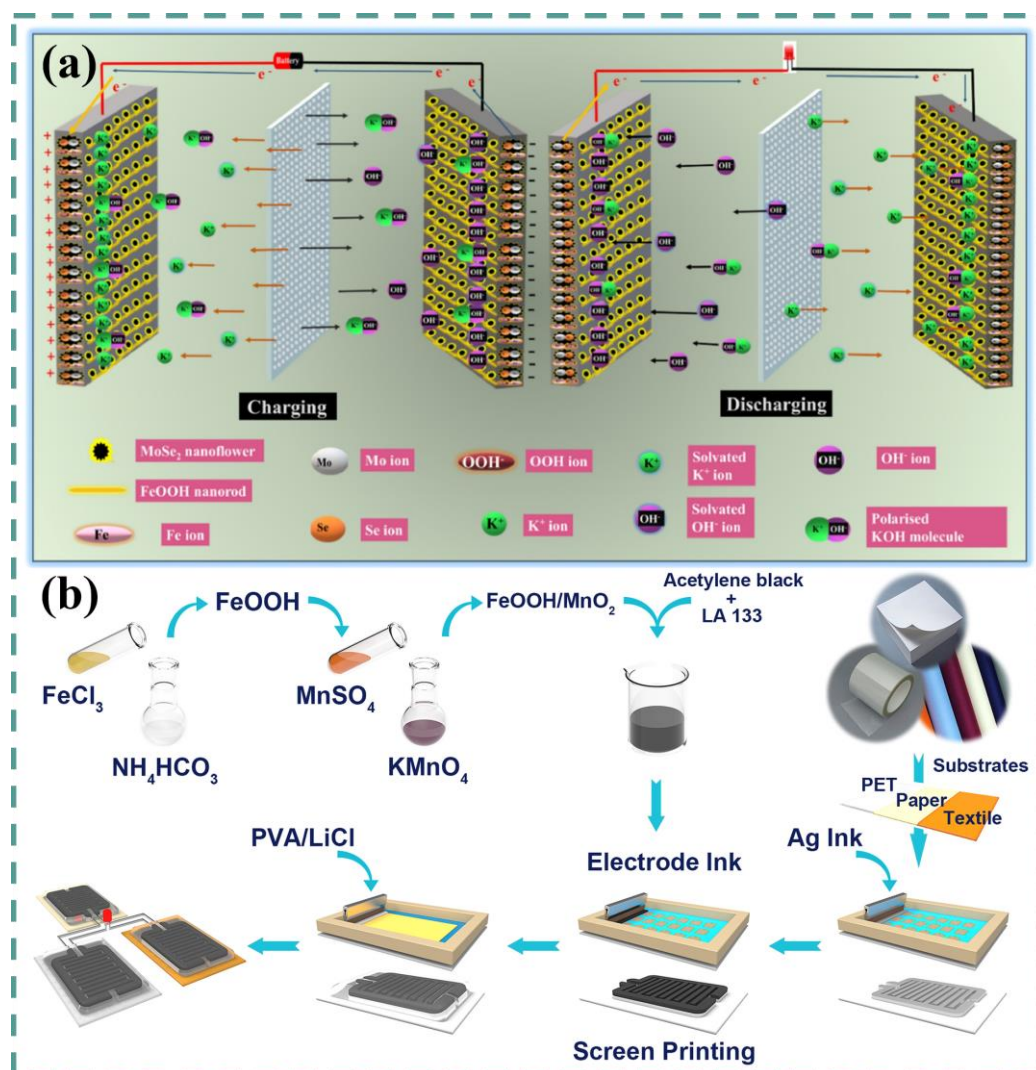 (a)
Battery
e⁻ e⁻ e⁻
e⁻ e⁻ e⁻
e⁻
Charging
Discharging
MoSe₂ nanoflower
FeOOH nanorod
Fe
Fe ion
Mo
Mo ion
Se
Se ion
OOH⁻
OOH ion
K⁺
K⁺ ion
K⁺
Solvated
K⁺ ion
OH⁻
Solvated
OH⁻ ion
OH⁻
OH⁻ ion
K⁺ OH⁻
Polarised
KOH molecule
(b)
FeOOH
FeCl₃
NH₄HCO₃
MnSO₄
KMnO₄
FeOOH/MnO₂
Acetylene black
+
LA 133
Substrates
PET
Paper
Textile
PVA/LiCl
Electrode Ink
Ag Ink
Screen Printing